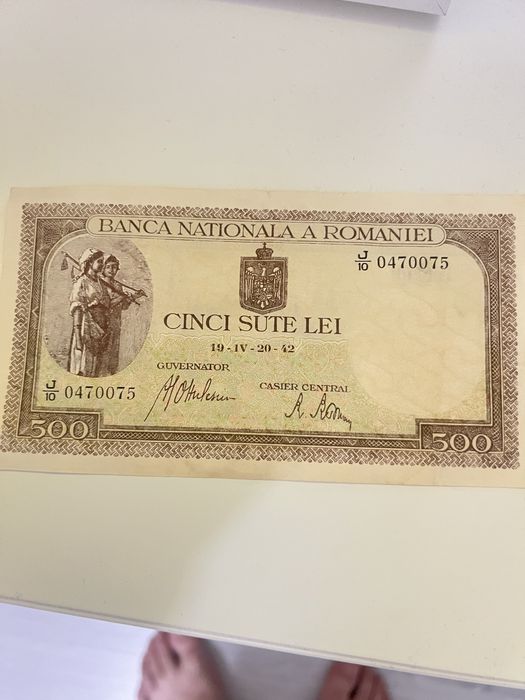 BANCA NATIONALA A ROMANIEI
J/10 0470075
CINCI SUTE LEI
19-IV-20-42
GUVERNATOR
CASIER CENTRAL
J/10 0470075
500
500